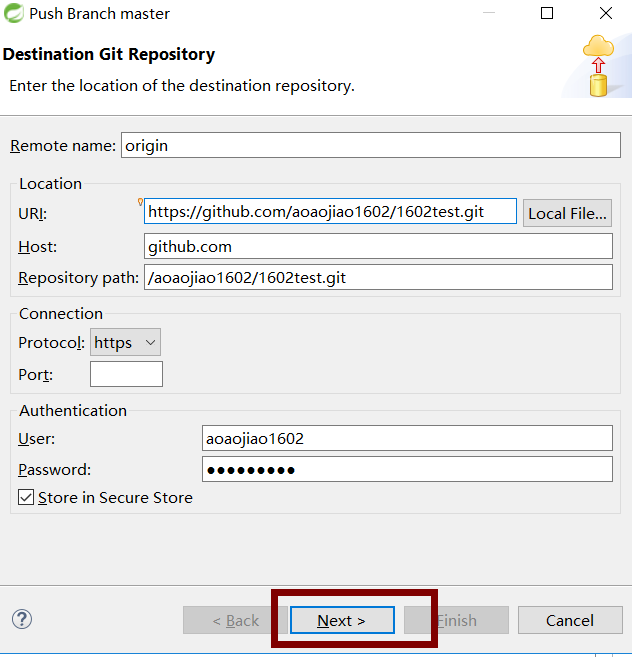 Push Branch master
Destination Git Repository
Enter the location of the destination repository.
Remote name: origin
Location
URI: https://github.com/aoaojiao1602/1602test.git Local File...
Host: github.com
Repository path: /aoaojiao1602/1602test.git
Connection
Protocol: https
Port:
Authentication
User: aoaojiao1602
Password: ●●●●●●●●●
Store in Secure Store
< Back Next > Finish Cancel